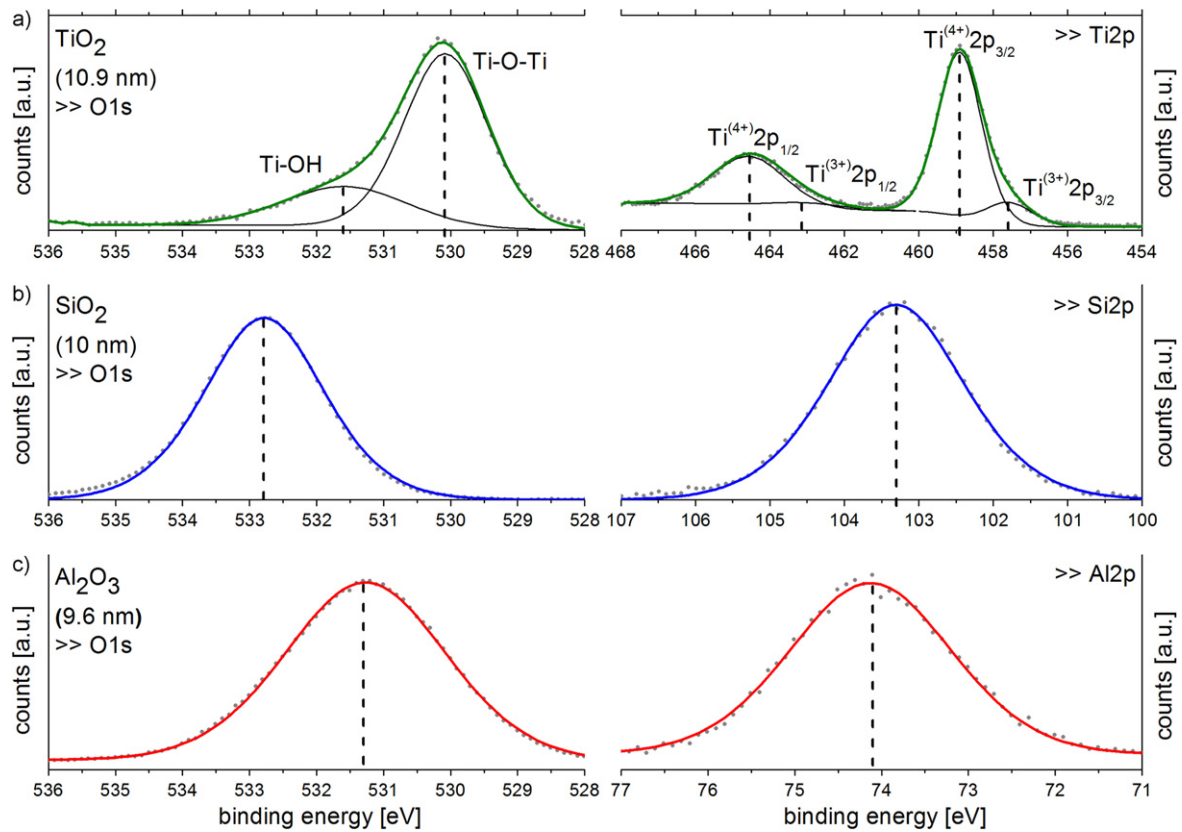 a)
TiO2
(10.9 nm)
>> O1s
Ti-OH
Ti-O-Ti
counts [a.u.]
536 535 534 533 532 531 530 529 528
>> Ti2p
Ti(4+)2p3/2
Ti(4+)2p1/2
Ti(3+)2p1/2
Ti(3+)2p3/2
counts [a.u.]
468 466 464 462 460 458 456 454
b)
SiO2
(10 nm)
>> O1s
counts [a.u.]
536 535 534 533 532 531 530 529 528
>> Si2p
counts [a.u.]
107 106 105 104 103 102 101 100
c)
Al2O3
(9.6 nm)
>> O1s
counts [a.u.]
536 535 534 533 532 531 530 529 528
binding energy [eV]
>> Al2p
counts [a.u.]
77 76 75 74 73 72 71
binding energy [eV]